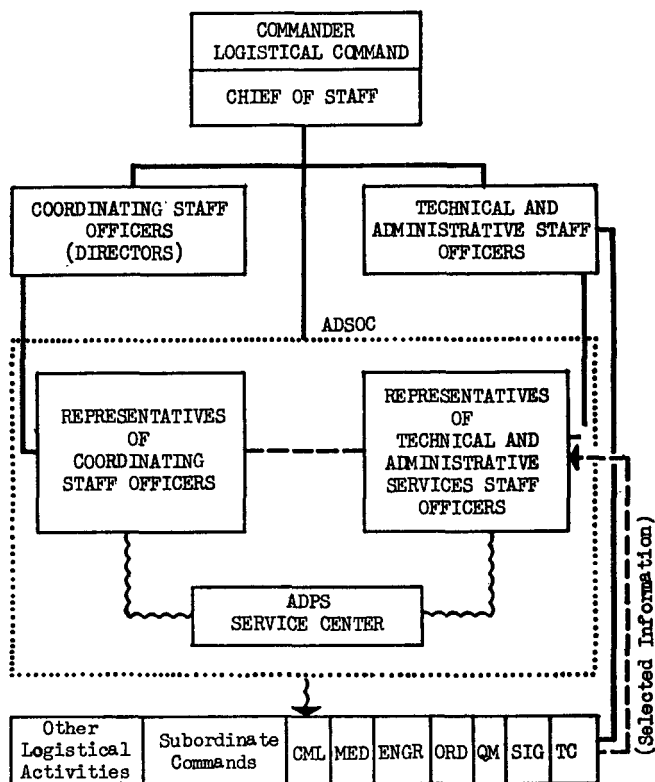 COMMANDER
LOGISTICAL COMMAND
CHIEF OF STAFF
COORDINATING STAFF
OFFICERS
(DIRECTORS)
TECHNICAL AND
ADMINISTRATIVE STAFF
OFFICERS
ADSOC
REPRESENTATIVES
OF
COORDINATING
STAFF OFFICERS
REPRESENTATIVES
OF
TECHNICAL AND
ADMINISTRATIVE
SERVICES STAFF
OFFICERS
ADPS
SERVICE CENTER
(Selected Information)
Other
Logistical
Activities
Subordinate
Commands
CML
MED
ENGR
ORD
QM
SIG
TC